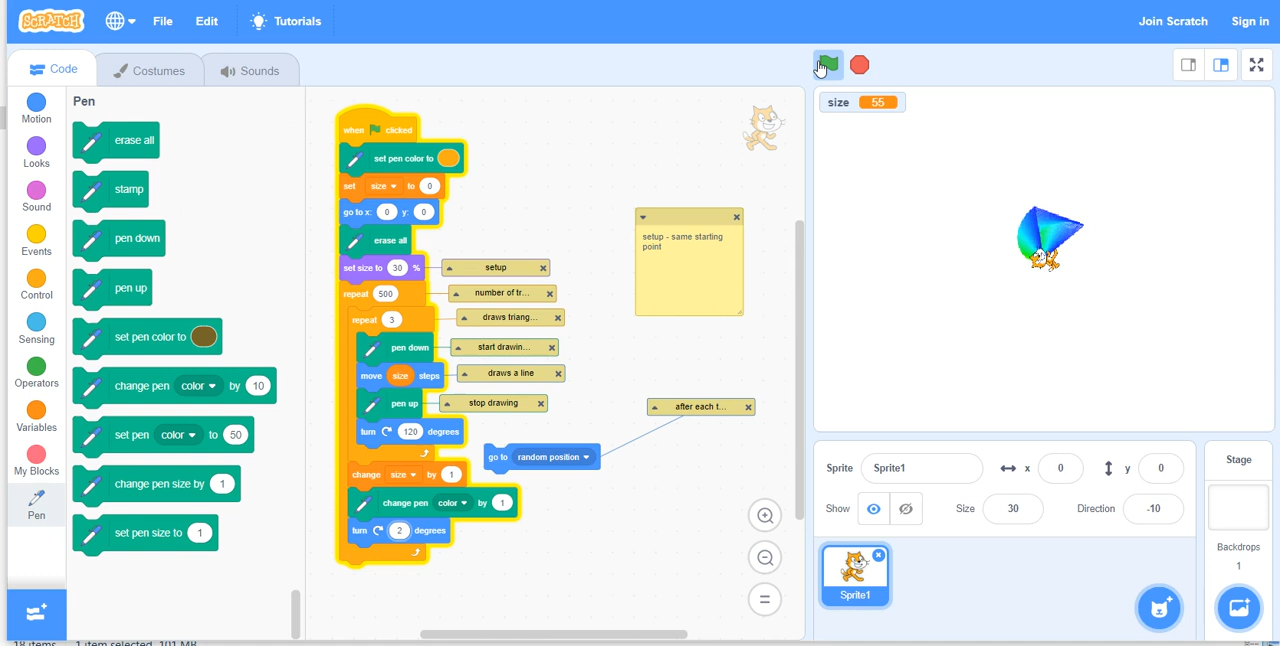 SCRATCH File Edit Tutorials Join Sign in
Code Costumes Sounds
Motion
Looks
Sound
Events
Control
Sensing
Operators
Variables
My Blocks
Pen
Pen
erase all
stamp
pen down
pen up
set pen color to
change pen color by 10
set pen color to 50
change pen size by 1
set pen size to 1
when clicked
set pen color to
set size to 0
go to x: 0 y: 0
erase all
set size to 30 % setup
repeat 500 number of tr...
repeat 3 draws triang...
pen down start drawin...
move size steps draws a line
pen up stop drawing
turn 120 degrees
change size by 1
change pen color by 1
turn 2 degrees
go to random position
after each t...
setup - same starting
point
size 55
Sprite Sprite1 x 0 y 0
Show Size 30 Direction -10
Sprite1
Stage
Backdrops
1
18 items 1 item selected 101 MB